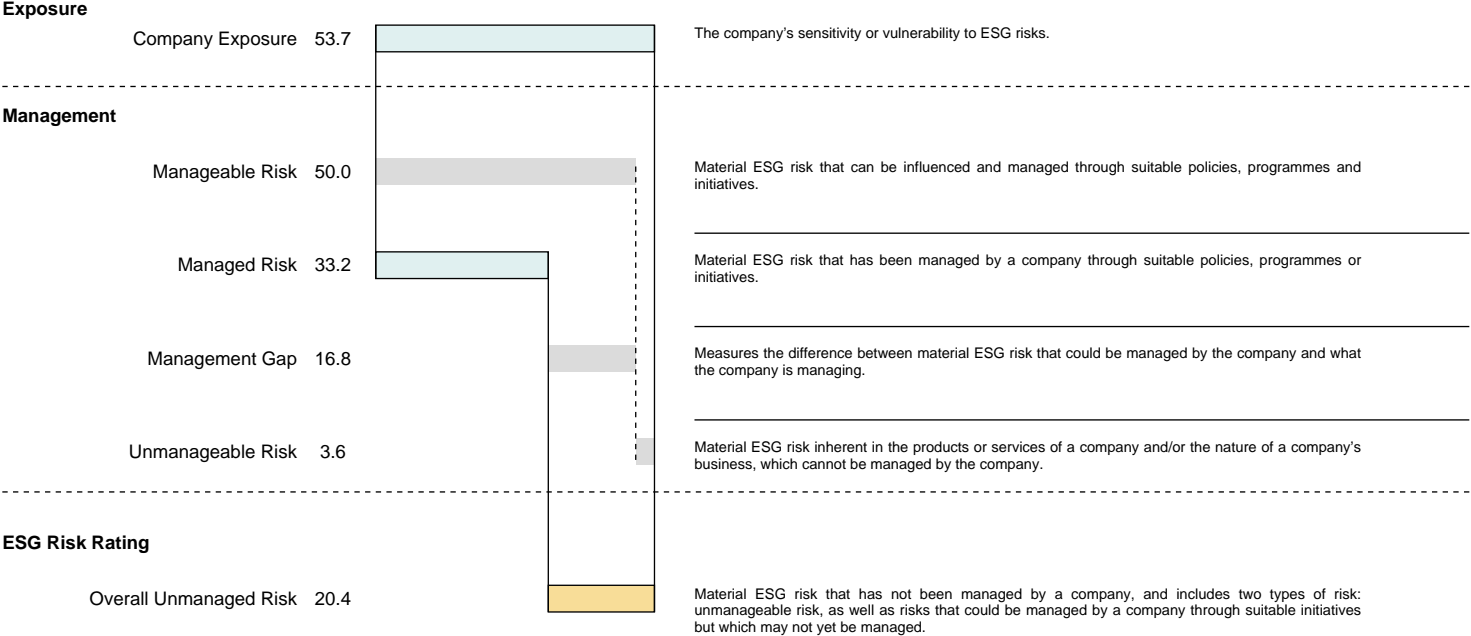 Exposure
Company Exposure 53.7
The company’s sensitivity or vulnerability to ESG risks.
Management
Manageable Risk 50.0
Material ESG risk that can be influenced and managed through suitable policies, programmes and
initiatives.
Managed Risk 33.2
Material ESG risk that has been managed by a company through suitable policies, programmes or
initiatives.
Management Gap 16.8
Measures the difference between material ESG risk that could be managed by the company and what
the company is managing.
Unmanageable Risk 3.6
Material ESG risk inherent in the products or services of a company and/or the nature of a company’s
business, which cannot be managed by the company.
ESG Risk Rating
Overall Unmanaged Risk 20.4
Material ESG risk that has not been managed by a company, and includes two types of risk:
unmanageable risk, as well as risks that could be managed by a company through suitable initiatives
but which may not yet be managed.